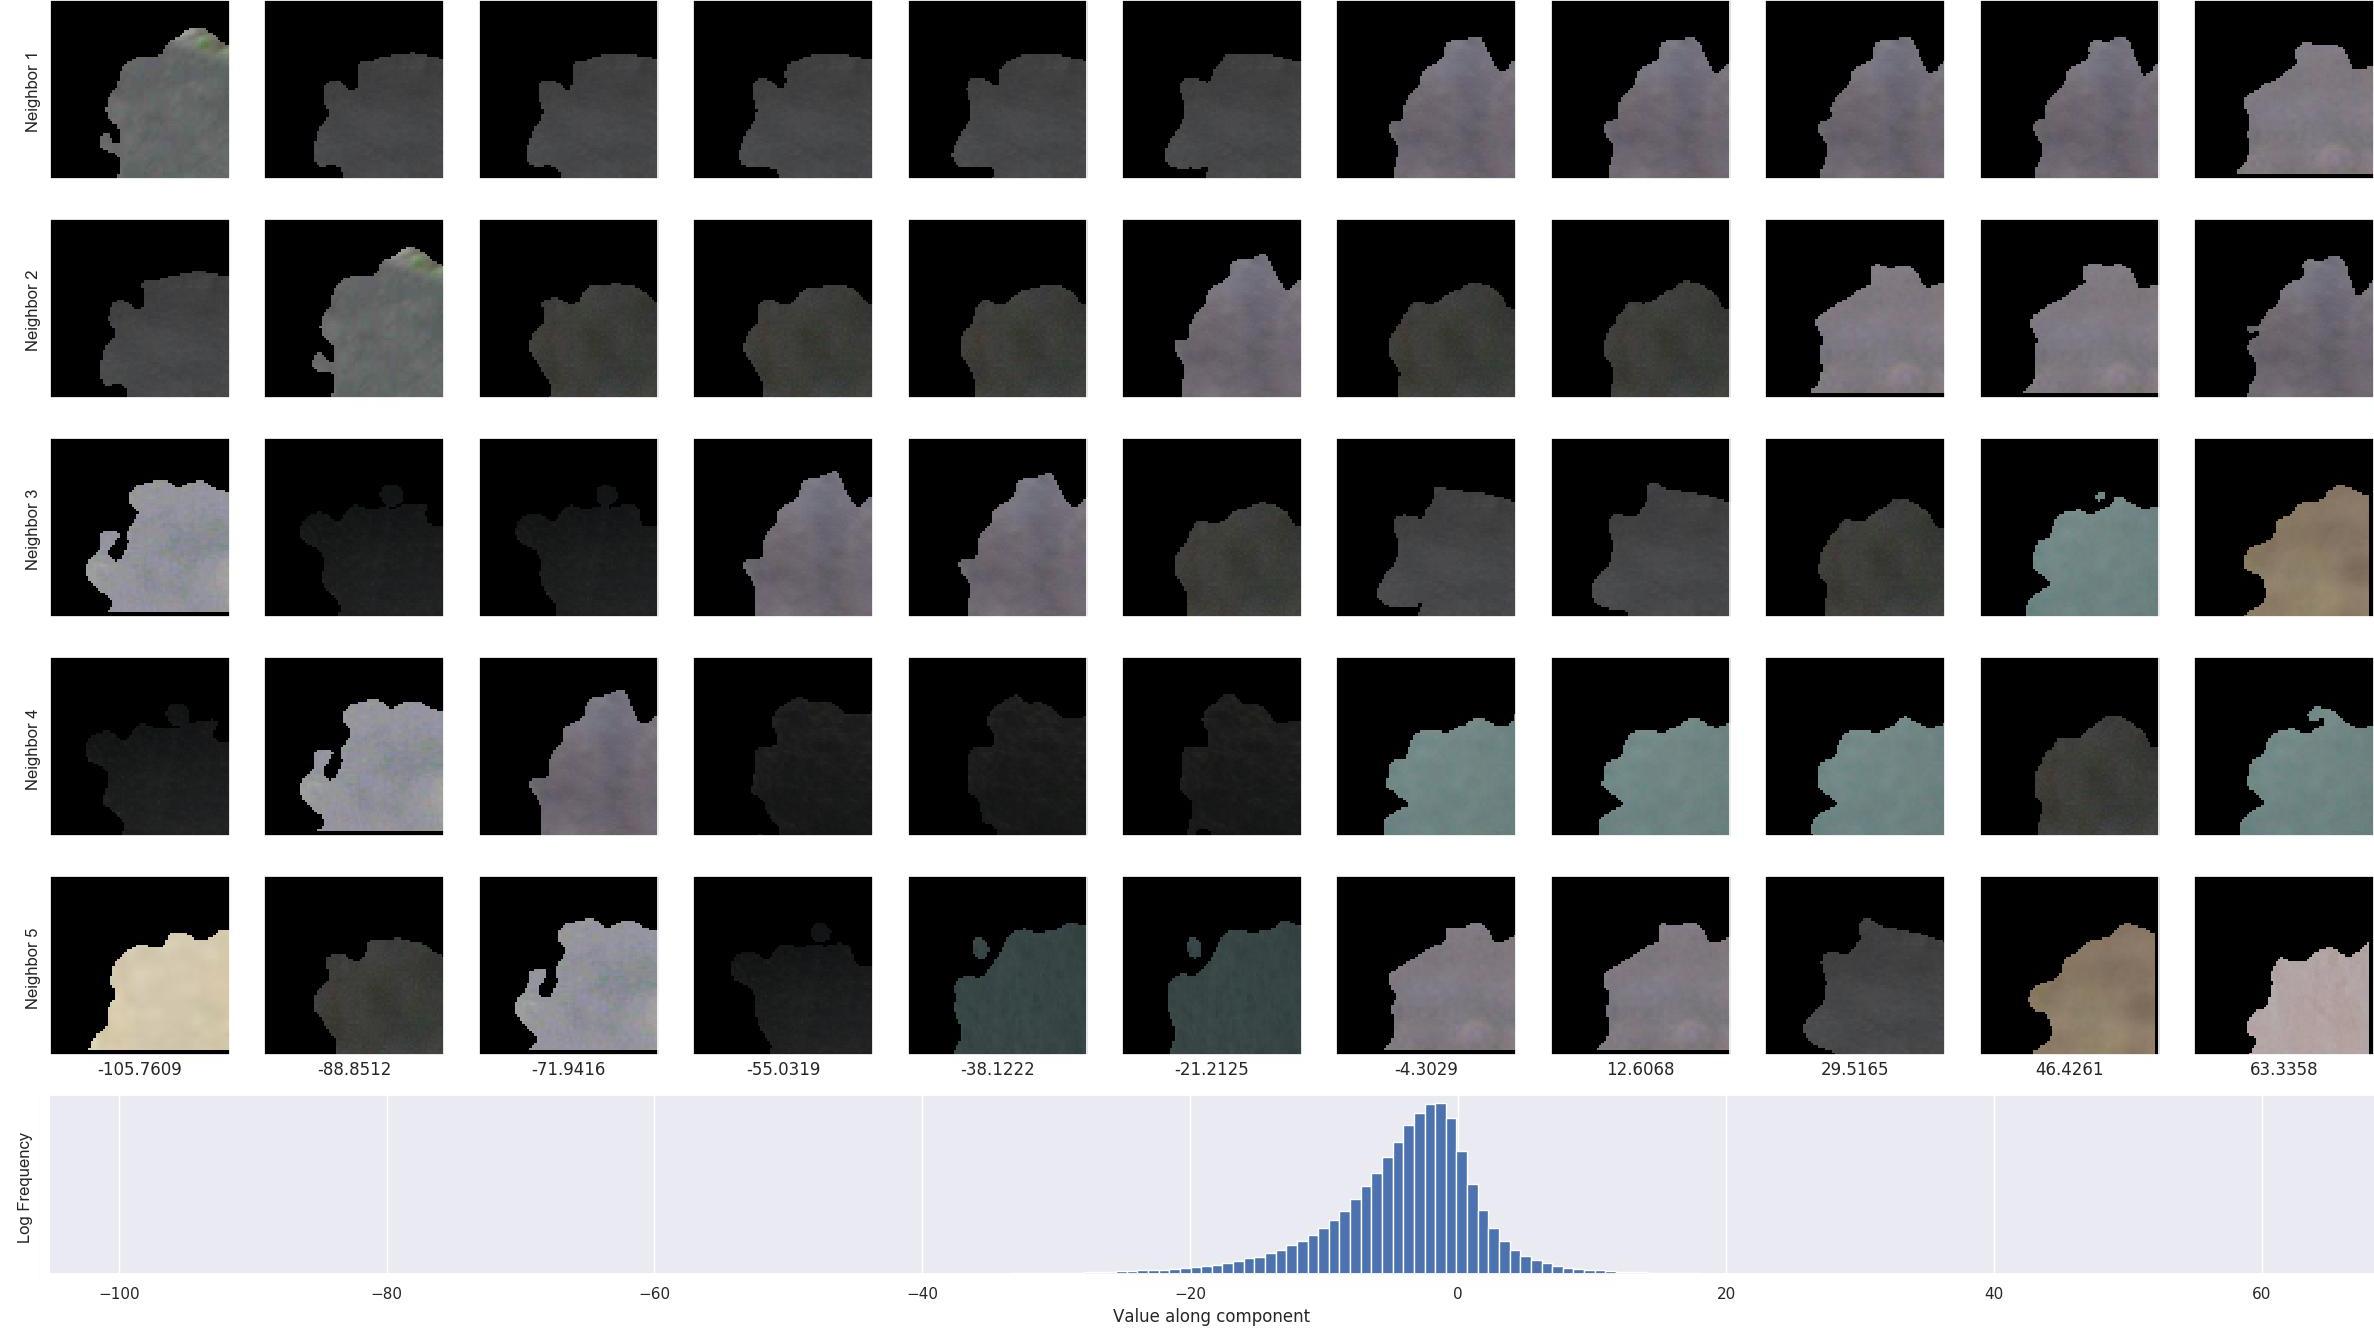 Neighbor 1
Neighbor 2
Neighbor 3
Neighbor 4
Neighbor 5
-105.7609 -88.8512 -71.9416 -55.0319 -38.1222 -21.2125 -4.3029 12.6068 29.5165 46.4261 63.3358
Log Frequency
−100 −80 −60 −40 −20 0 20 40 60
Value along component